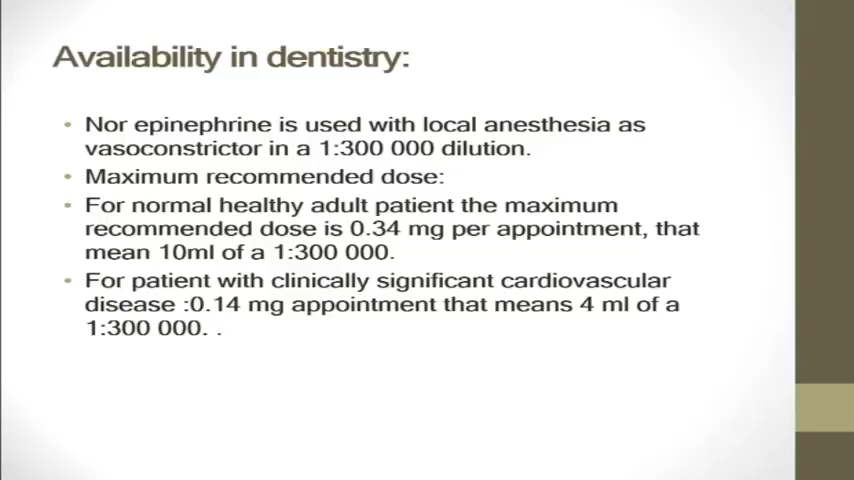 Availability in dentistry:
• Nor epinephrine is used with local anesthesia as
vasoconstrictor in a 1:300 000 dilution.
• Maximum recommended dose:
• For normal healthy adult patient the maximum
recommended dose is 0.34 mg per appointment, that
mean 10ml of a 1:300 000.
• For patient with clinically significant cardiovascular
disease :0.14 mg appointment that means 4 ml of a
1:300 000. .